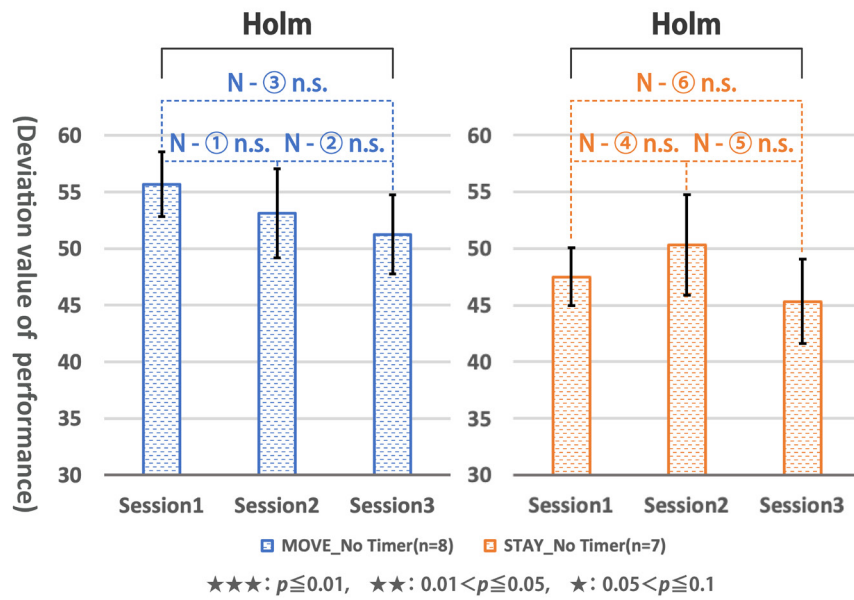 Holm
N - ③ n.s.
N - ① n.s.
N - ② n.s.
(Deviation value of performance)
60
55
50
45
40
35
30
Session1
Session2
Session3
Holm
N - ⑥ n.s.
N - ④ n.s.
N - ⑤ n.s.
60
55
50
45
40
35
30
Session1
Session2
Session3
MOVE_No Timer(n=8)
STAY_No Timer(n=7)
★★★: p≦0.01, ★★: 0.01<p≦0.05, ★: 0.05<p≦0.1